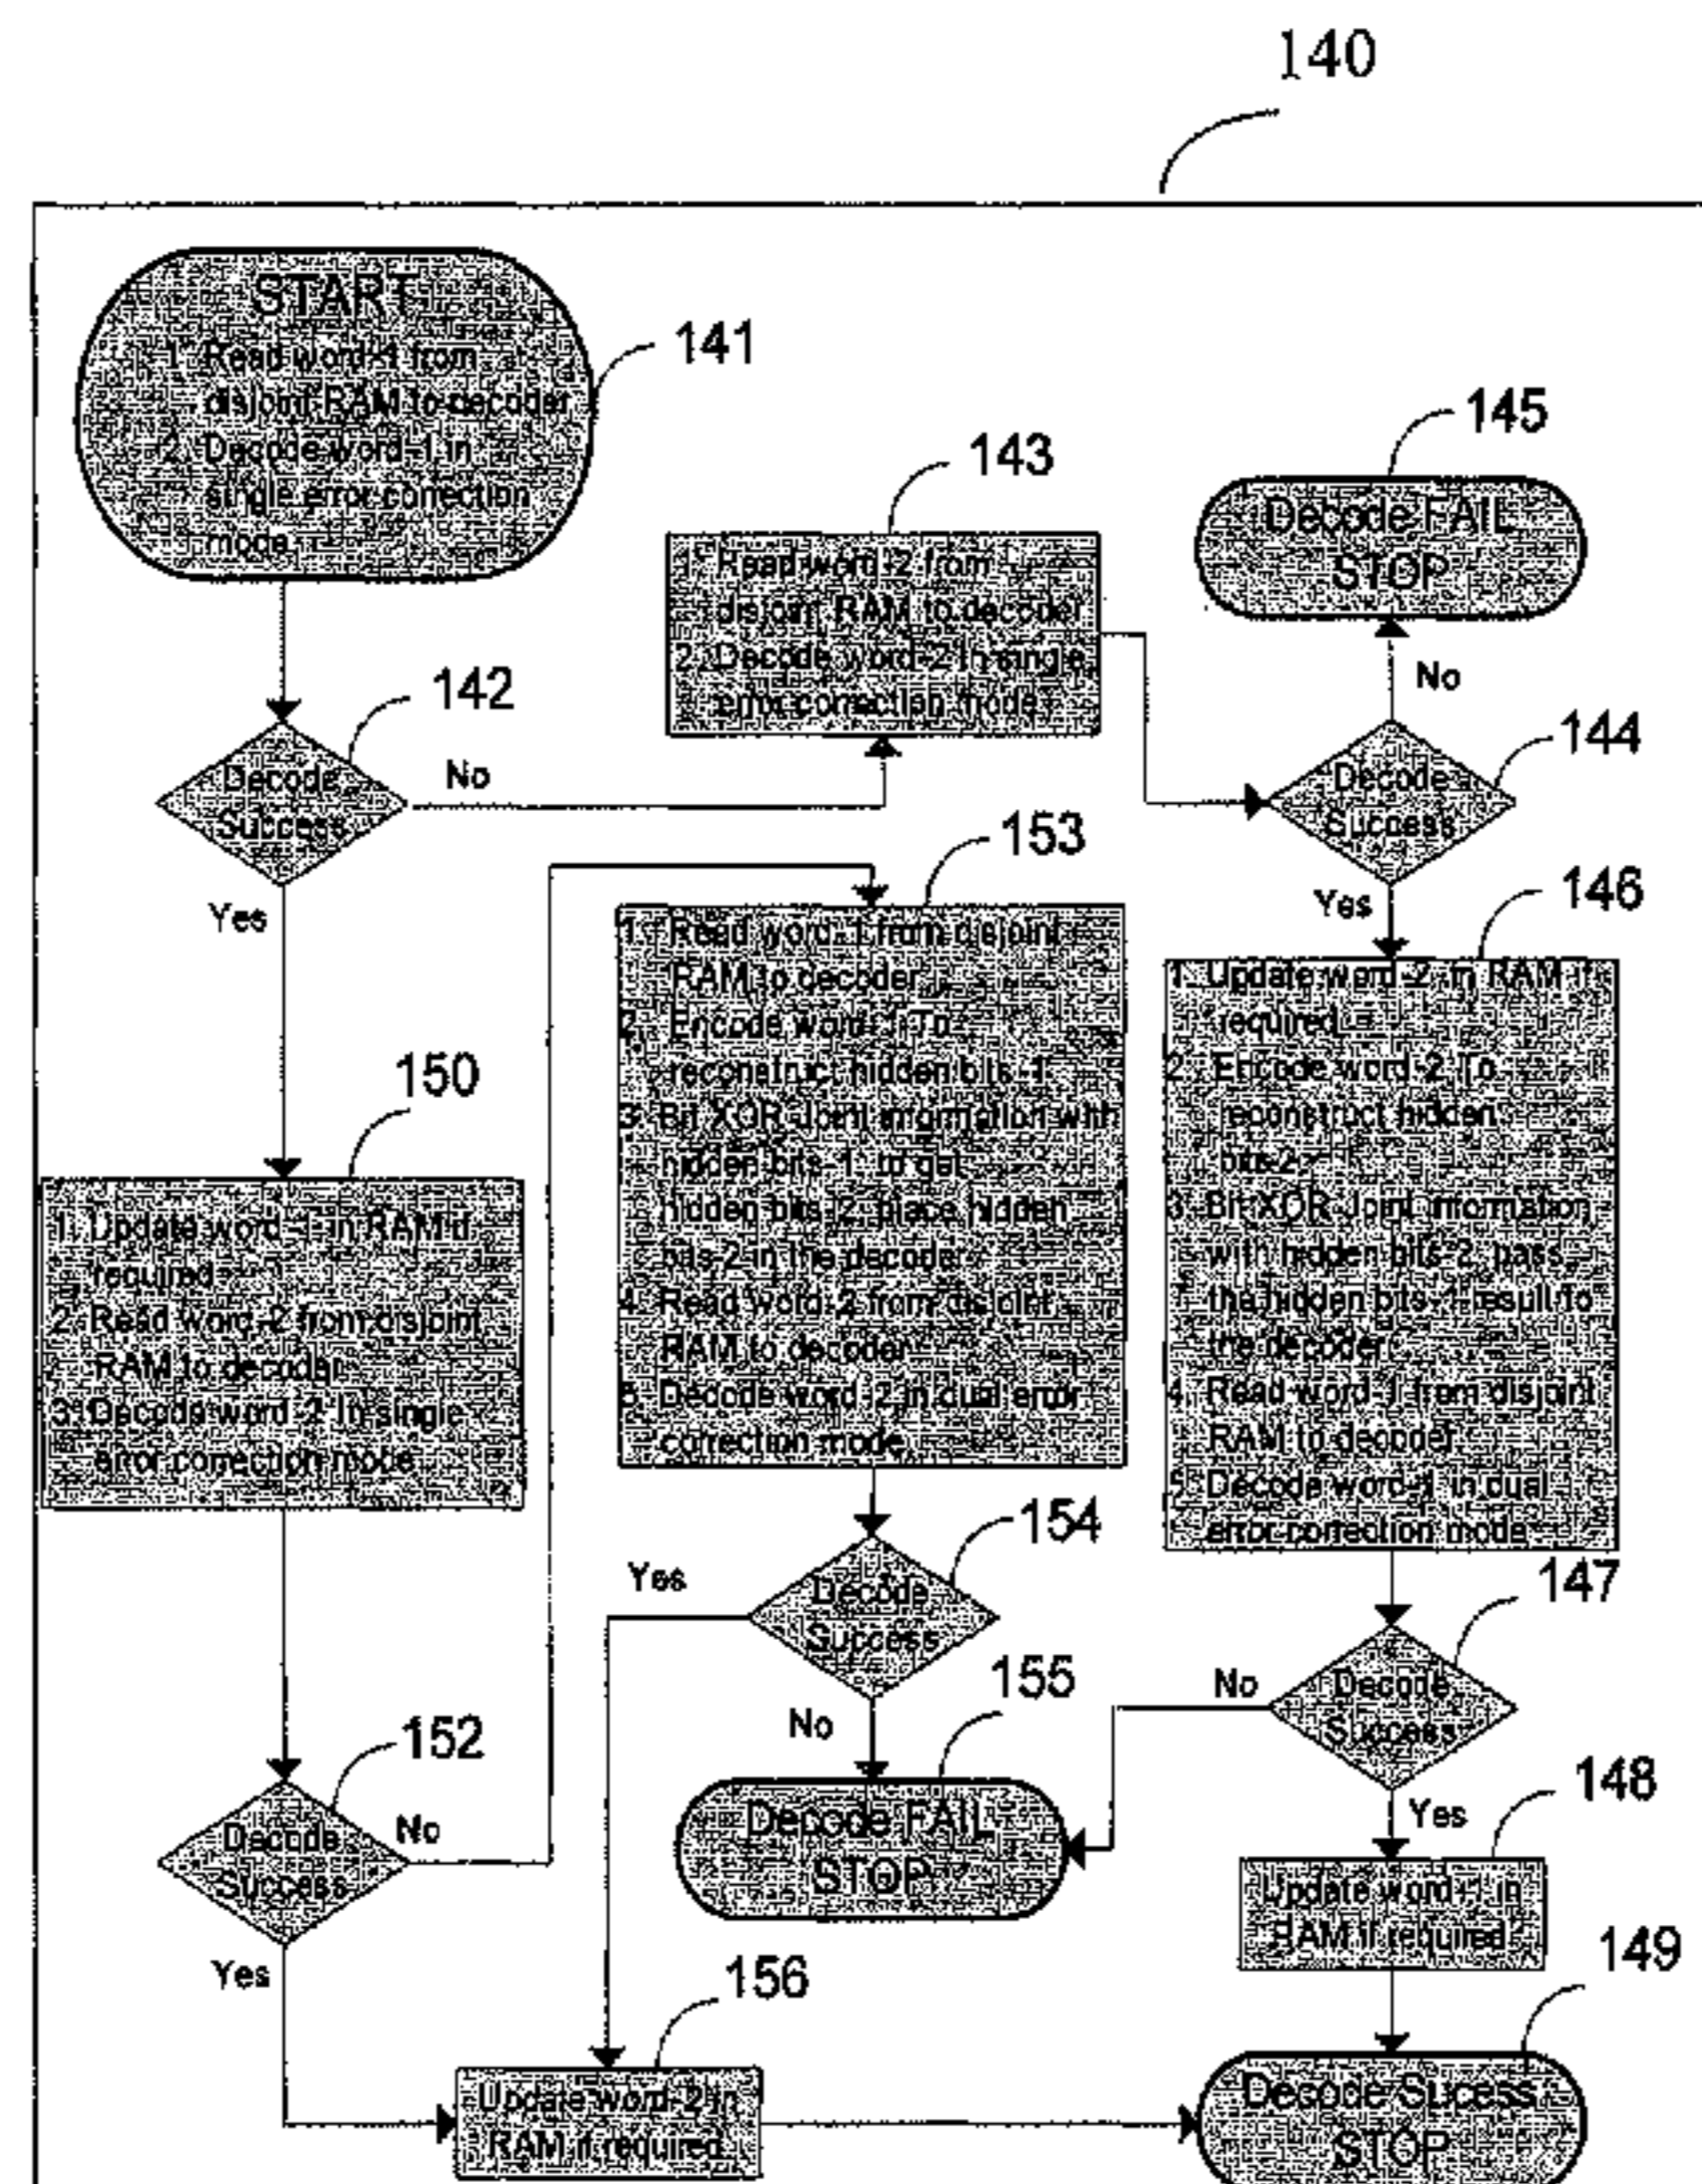 140
START
1. Read word-1 from
disjoint RAM to decoder
2. Decode word-1 in
single error correction
mode
141
142
Decode
Success
No
Yes
143
1. Read word-2 from
disjoint RAM to decoder
2. Decode word-2 in single
error correction mode
145
Decode FAIL
STOP
No
144
Decode
Success
Yes
146
1. Update word-2 in RAM if
required
2. Encode word-2 To
reconstruct hidden
bits-2
3. Bit XOR Joint information
with hidden bits-2, pass
the hidden bits-1 result to
the decoder
4. Read word-1 from disjoint
RAM to decoder
5. Decode word-1 in dual
error correction mode
153
1. Read word-1 from disjoint
RAM to decoder
2. Encode word-1 To
reconstruct hidden bits-1
3. Bit XOR Joint information with
hidden bits-1, to get
hidden bits-2, place hidden
bits-2 in the decoder
4. Read word-2 from disjoint
RAM to decoder
5. Decode word-2 in dual error
correction mode
150
1. Update word-1 in RAM if
required
2. Read word-2 from disjoint
RAM to decoder
3. Decode word-2 In single
error correction mode
154
Decode
Success
Yes
No
147
Decode
Success
No
Yes
155
Decode FAIL
STOP
152
Decode
Success
No
Yes
148
Update word-1 in
RAM if required
156
Update word-2 in
RAM if required
149
Decode Sucess
STOP